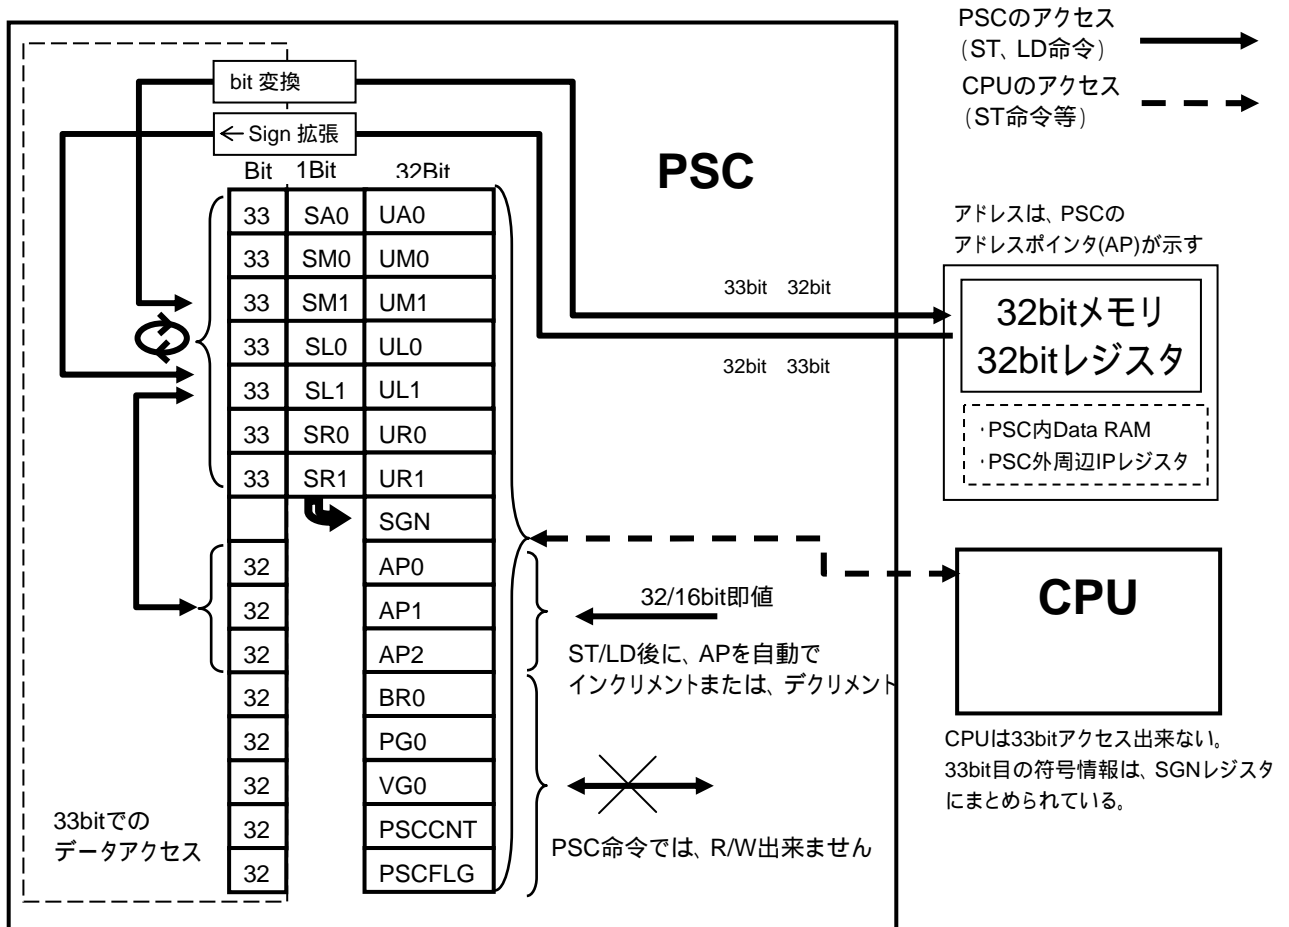 PSCのアクセス
(ST、LD命令)
CPUのアクセス
(ST命令等)
bit 変換
←Sign 拡張
PSC
Bit 1Bit 32Bit
33 SA0 UA0
33 SM0 UM0
33 SM1 UM1
33 SL0 UL0
33 SL1 UL1
33 SR0 UR0
33 SR1 UR1
SGN
32 AP0
32 AP1
32 AP2
32 BR0
32 PG0
32 VG0
32 PSCCNT
32 PSCFLG
33bitでの
データアクセス
33bit 32bit
32bit 33bit
32/16bit即値
ST/LD後に、APを自動で
インクリメントまたは、デクリメント
PSC命令では、R/W出来ません
アドレスは、PSCの
アドレスポインタ(AP)が示す
32bitメモリ
32bitレジスタ
・PSC内Data RAM
・PSC外周辺IPレジスタ
CPU
CPUは33bitアクセス出来ない。
33bit目の符号情報は、SGNレジスタ
にまとめられている。